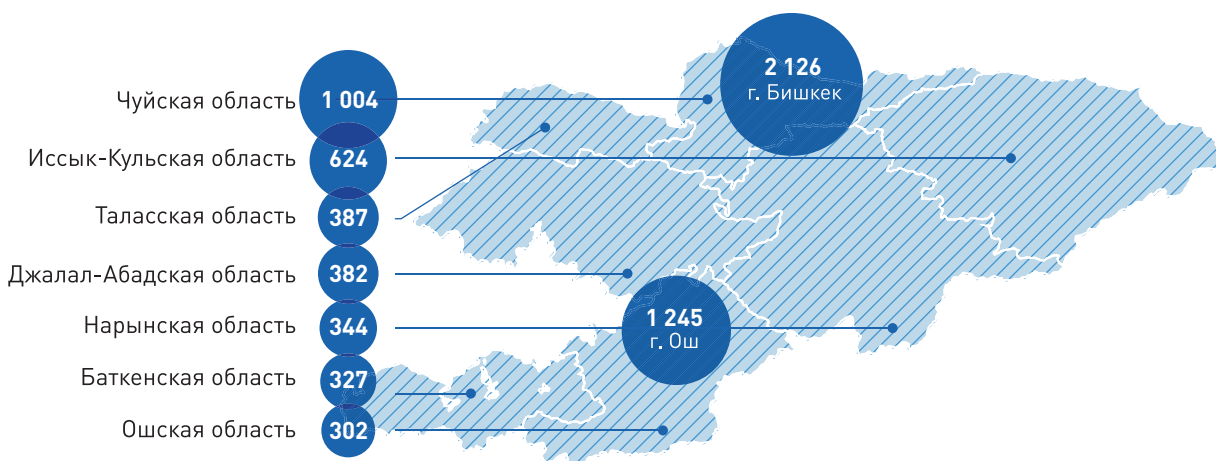 2 126
г. Бишкек
Чуйская область 1 004
Иссык-Кульская область 624
Таласская область 387
Джалал-Абадская область 382
Нарынская область 344
1 245
г. Ош
Баткенская область 327
Ошская область 302